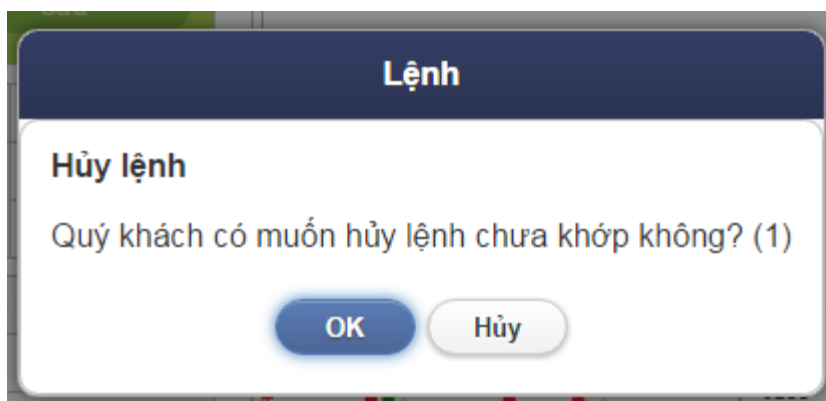 Lệnh
Hủy lệnh
Quý khách có muốn hủy lệnh chưa khớp không? (1)
OK
Hủy